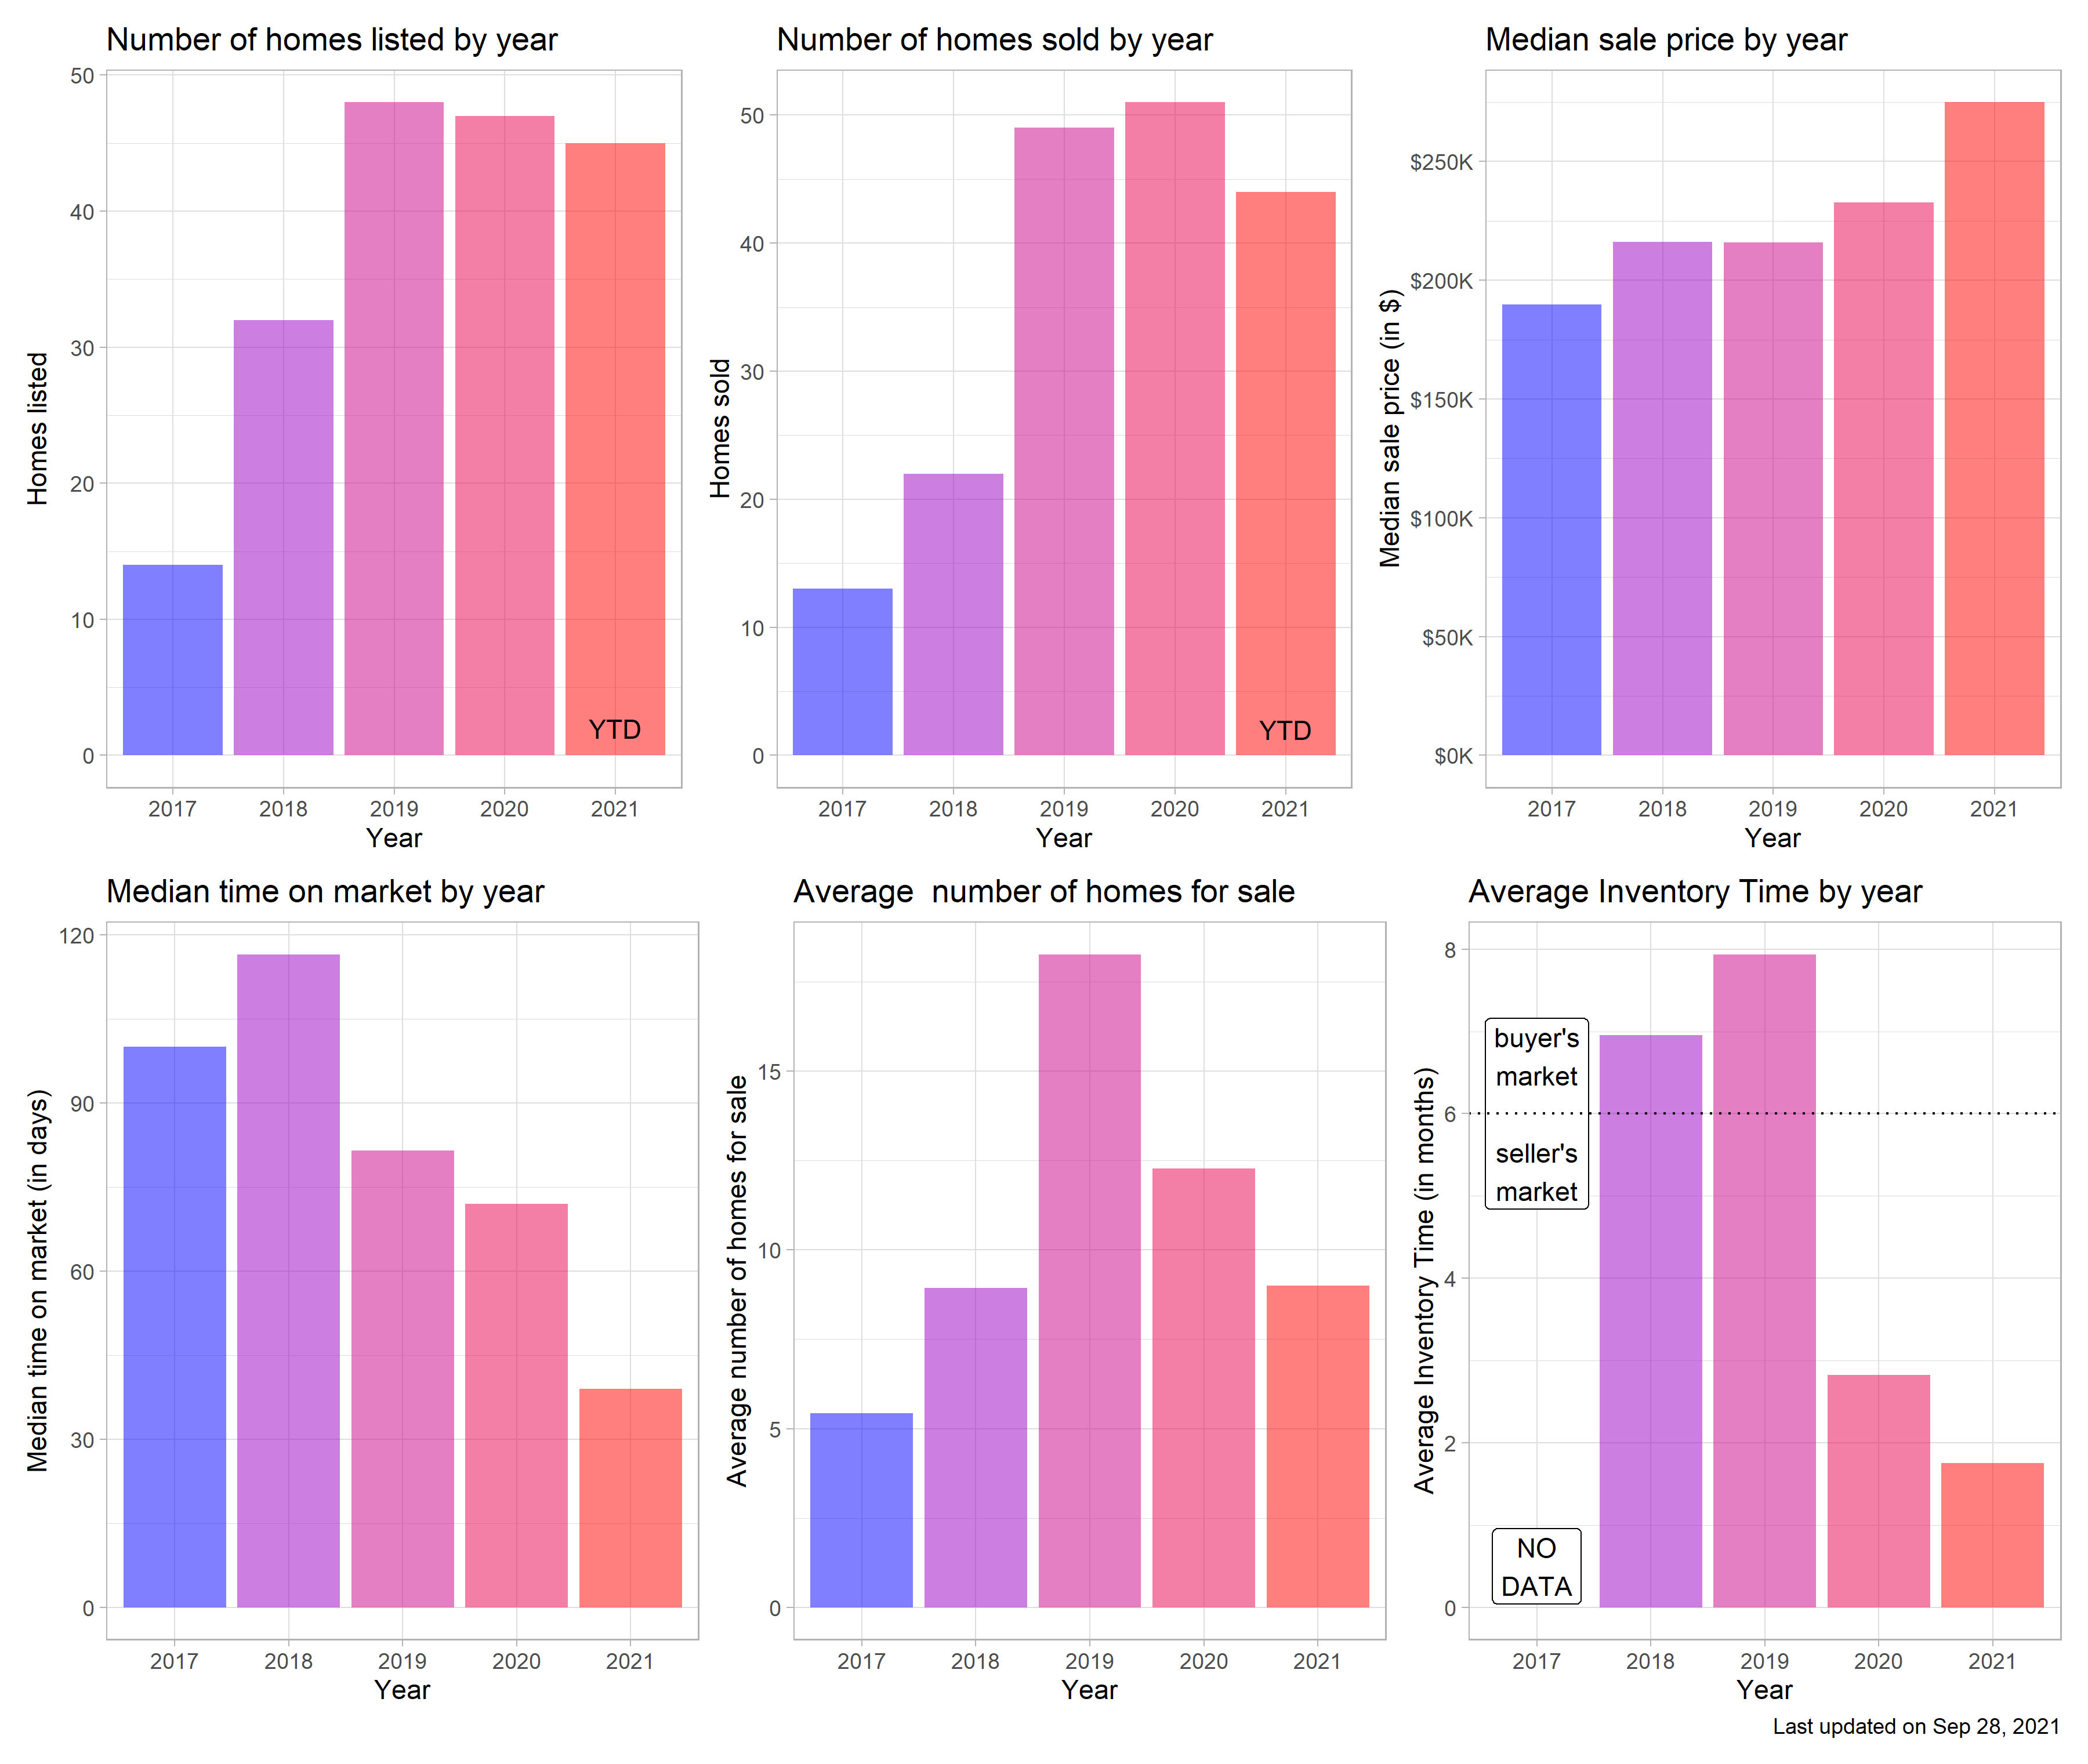 Number of homes listed by year
50
40
30
20
10
0
Homes listed
YTD
2017 2018 2019 2020 2021
Year
Number of homes sold by year
50
40
30
20
10
0
Homes sold
YTD
2017 2018 2019 2020 2021
Year
Median sale price by year
$250K
$200K
$150K
$100K
$50K
$0K
Median sale price (in $)
2017 2018 2019 2020 2021
Year
Median time on market by year
120
90
60
30
0
Median time on market (in days)
2017 2018 2019 2020 2021
Year
Average  number of homes for sale
15
10
5
0
Average number of homes for sale
2017 2018 2019 2020 2021
Year
Average Inventory Time by year
8
6
4
2
0
Average Inventory Time (in months)
buyer's
market
seller's
market
NO
DATA
2017 2018 2019 2020 2021
Year
Last updated on Sep 28, 2021